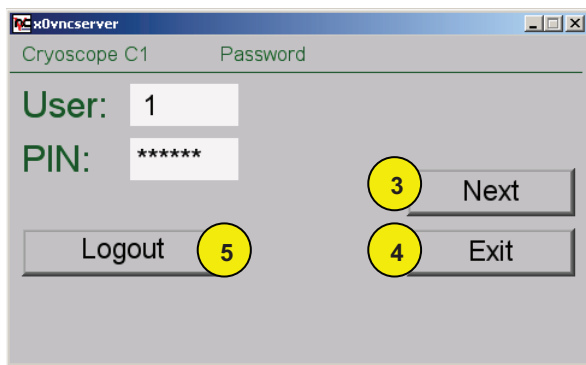 x0vncserver
Cryoscope C1 Password
User: 1
PIN: ******
3 Next
Logout 5
4 Exit